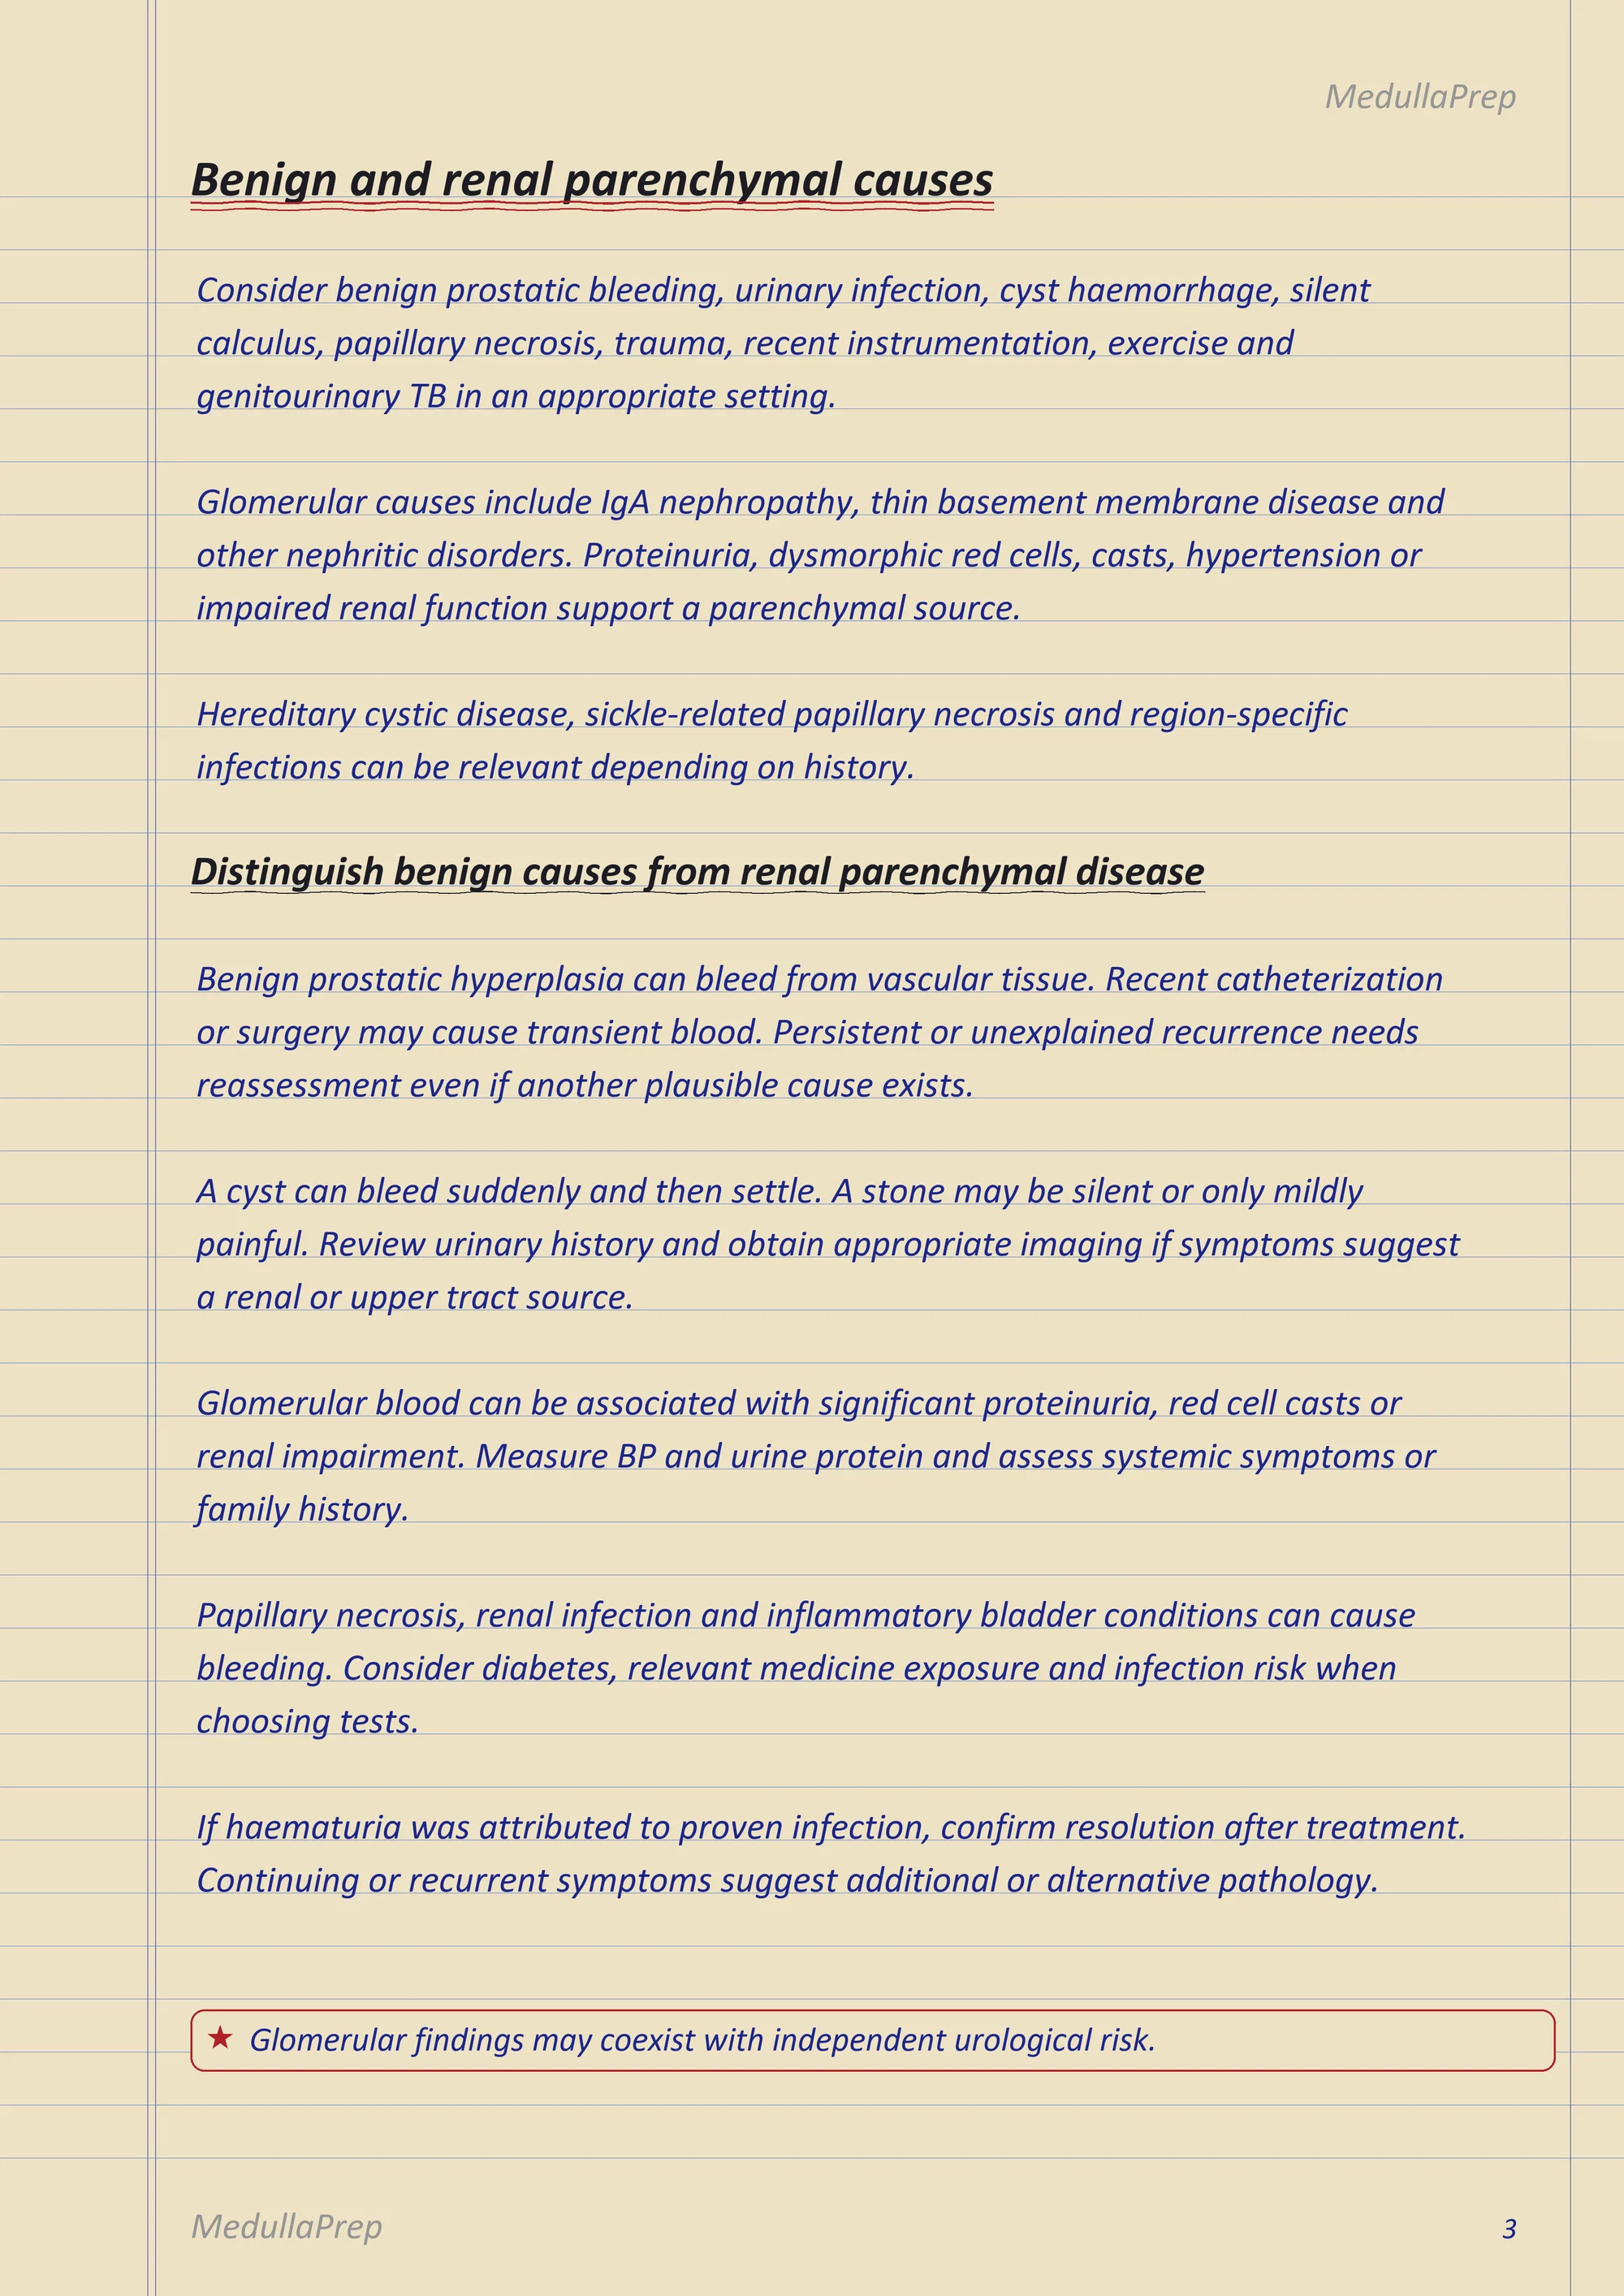 MedullaPrep
Benign and renal parenchymal causes
Consider benign prostatic bleeding, urinary infection, cyst haemorrhage, silent
calculus, papillary necrosis, trauma, recent instrumentation, exercise and
genitourinary TB in an appropriate setting.
Glomerular causes include IgA nephropathy, thin basement membrane disease and
other nephritic disorders. Proteinuria, dysmorphic red cells, casts, hypertension or
impaired renal function support a parenchymal source.
Hereditary cystic disease, sickle-related papillary necrosis and region-specific
infections can be relevant depending on history.
Distinguish benign causes from renal parenchymal disease
Benign prostatic hyperplasia can bleed from vascular tissue. Recent catheterization
or surgery may cause transient blood. Persistent or unexplained recurrence needs
reassessment even if another plausible cause exists.
A cyst can bleed suddenly and then settle. A stone may be silent or only mildly
painful. Review urinary history and obtain appropriate imaging if symptoms suggest
a renal or upper tract source.
Glomerular blood can be associated with significant proteinuria, red cell casts or
renal impairment. Measure BP and urine protein and assess systemic symptoms or
family history.
Papillary necrosis, renal infection and inflammatory bladder conditions can cause
bleeding. Consider diabetes, relevant medicine exposure and infection risk when
choosing tests.
If haematuria was attributed to proven infection, confirm resolution after treatment.
Continuing or recurrent symptoms suggest additional or alternative pathology.
★ Glomerular findings may coexist with independent urological risk.
MedullaPrep
3